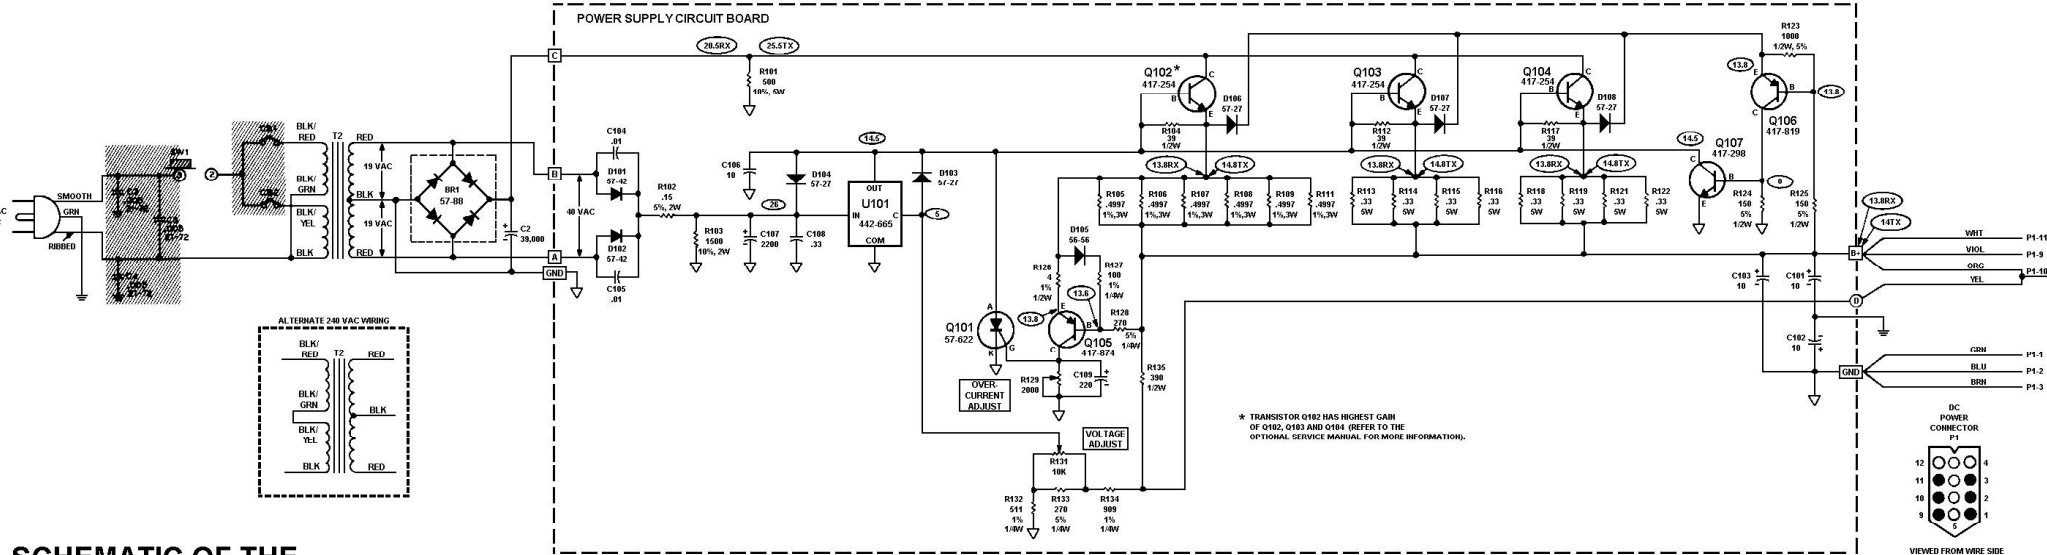 POWER SUPPLY CIRCUIT BOARD
SMOOTH
GRN
RIBBED
BLK/
RED
BLK/
GRN
BLK/
YEL
BLK
T2
RED
19 VAC
BLK
19 VAC
RED
BR1
57-88
C2
39,000
C
B
A
GND
40 VAC
C104
.01
D101
57-42
D102
57-42
C105
.01
R102
.15
5%, 2W
R103
1500
10%, 2W
20.5RX
25.5TX
R101
500
10%, 5W
C106
10
C107
2200
26
D104
57-27
C108
.33
14.5
OUT
U101
442-665
IN
C
COM
D103
57-27
5
Q102*
417-254
B
C
E
D106
57-27
R104
39
1/2W
13.8RX
14.8TX
R105
.4997
1%,3W
R106
.4997
1%,3W
R107
.4997
1%,3W
R108
.4997
1%,3W
R109
.4997
1%,3W
R111
.4997
1%,3W
Q103
417-254
B
C
E
D107
57-27
R112
39
1/2W
13.8RX
14.8TX
R113
.33
5W
R114
.33
5W
R115
.33
5W
R116
.33
5W
Q104
417-254
B
C
E
D108
57-27
R117
39
1/2W
13.8RX
14.8TX
R118
.33
5W
R119
.33
5W
R121
.33
5W
R122
.33
5W
R123
1000
1/2W, 5%
13.8
E
B
C
13.8
Q106
417-819
14.5
Q107
417-298
C
B
E
0
R124
150
5%
1/2W
R125
150
5%
1/2W
D105
56-56
R126
4
1%
1/2W
R127
100
1%
1/4W
13.6
13.8
E
B
C
R128
270
5%
1/4W
Q105
417-874
Q101
57-622
A
K
G
OVER-
CURRENT
ADJUST
R129
2000
C109
220
R135
390
1/2W
VOLTAGE
ADJUST
R131
10K
R132
511
1%
1/4W
R133
270
5%
1/4W
R134
909
1%
1/4W
C103
10
C101
10
C102
10
13.8RX
14TX
B+
D
GND
WHT
P1-11
VIOL
P1-9
ORG
P1-10
YEL
GRN
P1-1
BLU
P1-2
BRN
P1-3
* TRANSISTOR Q102 HAS HIGHEST GAIN
OF Q102, Q103 AND Q104 (REFER TO THE
OPTIONAL SERVICE MANUAL FOR MORE INFORMATION).
DC
POWER
CONNECTOR
P1
12
4
11
3
10
2
9
1
5
VIEWED FROM WIRE SIDE
ALTERNATE 240 VAC WIRING
BLK/
RED
BLK/
GRN
BLK/
YEL
BLK
T2
RED
BLK
RED
SCHEMATIC OF THE